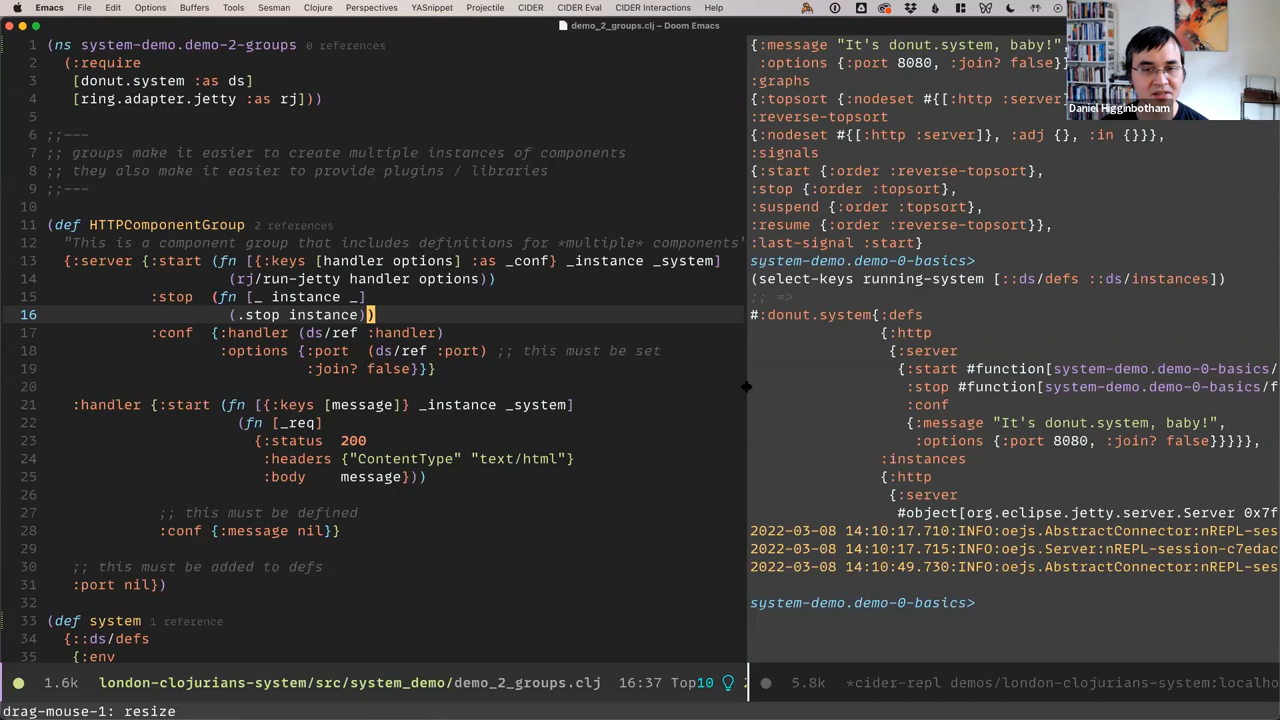 Emacs File Edit Options Buffers Tools Sesman Clojure Perspectives YASnippet Projectile CIDER CIDER Eval CIDER Interactions
demo_2_groups.clj – Doom Emacs
1 (ns system-demo.demo-2-groups 0 references
2 (:require
3 [donut.system :as ds]
4 [ring.adapter.jetty :as rj]))
5
6 ;;---
7 ;; groups make it easier to create multiple instances of components
8 ;; they also make it easier to provide plugins / libraries
9 ;;---
10
11 (def HTTPComponentGroup 2 references
12 "This is a component group that includes definitions for *multiple* components"
13 {:server {:start (fn [{:keys [handler options] :as _conf} _instance _system]
14 (rj/run-jetty handler options))
15 :stop (fn [_ instance _]
16 (.stop instance))
17 :conf {:handler (ds/ref :handler)
18 :options {:port (ds/ref :port) ;; this must be set
19 :join? false}}}
20
21 :handler {:start (fn [{:keys [message]} _instance _system]
22 (fn [_req]
23 {:status 200
24 :headers {"ContentType" "text/html"}
25 :body message}))
26
27 ;; this must be defined
28 :conf {:message nil}}
29
30 ;; this must be added to defs
31 :port nil})
32
33 (def system 1 reference
34 {::ds/defs
35 {:env
london-clojurians-system/src/system_demo/demo_2_groups.clj 16:37 Top10
1.6k
drag-mouse-1: resize
{:message "It's donut.system, baby!",
:options {:port 8080, :join? false}
:graphs
{:topsort {:nodeset #{[:http :server]
:reverse-topsort
{:nodeset #{[:http :server]}, :adj {}, :in {}}},
:signals
{:start {:order :reverse-topsort},
:stop {:order :topsort},
:suspend {:order :topsort},
:resume {:order :reverse-topsort}},
:last-signal :start}
system-demo.demo-0-basics>
(select-keys running-system [::ds/defs ::ds/instances])
;; =>
#:donut.system{:defs
{:http
{:server
{:start #function[system-demo.demo-0-basics/
:stop #function[system-demo.demo-0-basics/f
:conf
{:message "It's donut.system, baby!",
:options {:port 8080, :join? false}}}}},
:instances
{:http
{:server
#object[org.eclipse.jetty.server.Server 0x7f
2022-03-08 14:10:17.710:INFO:oejs.AbstractConnector:nREPL-ses
2022-03-08 14:10:17.715:INFO:oejs.Server:nREPL-session-c7edac
2022-03-08 14:10:49.730:INFO:oejs.AbstractConnector:nREPL-ses
system-demo.demo-0-basics>
5.8k *cider-repl demos/london-clojurians-system:localho
Daniel Higginbotham